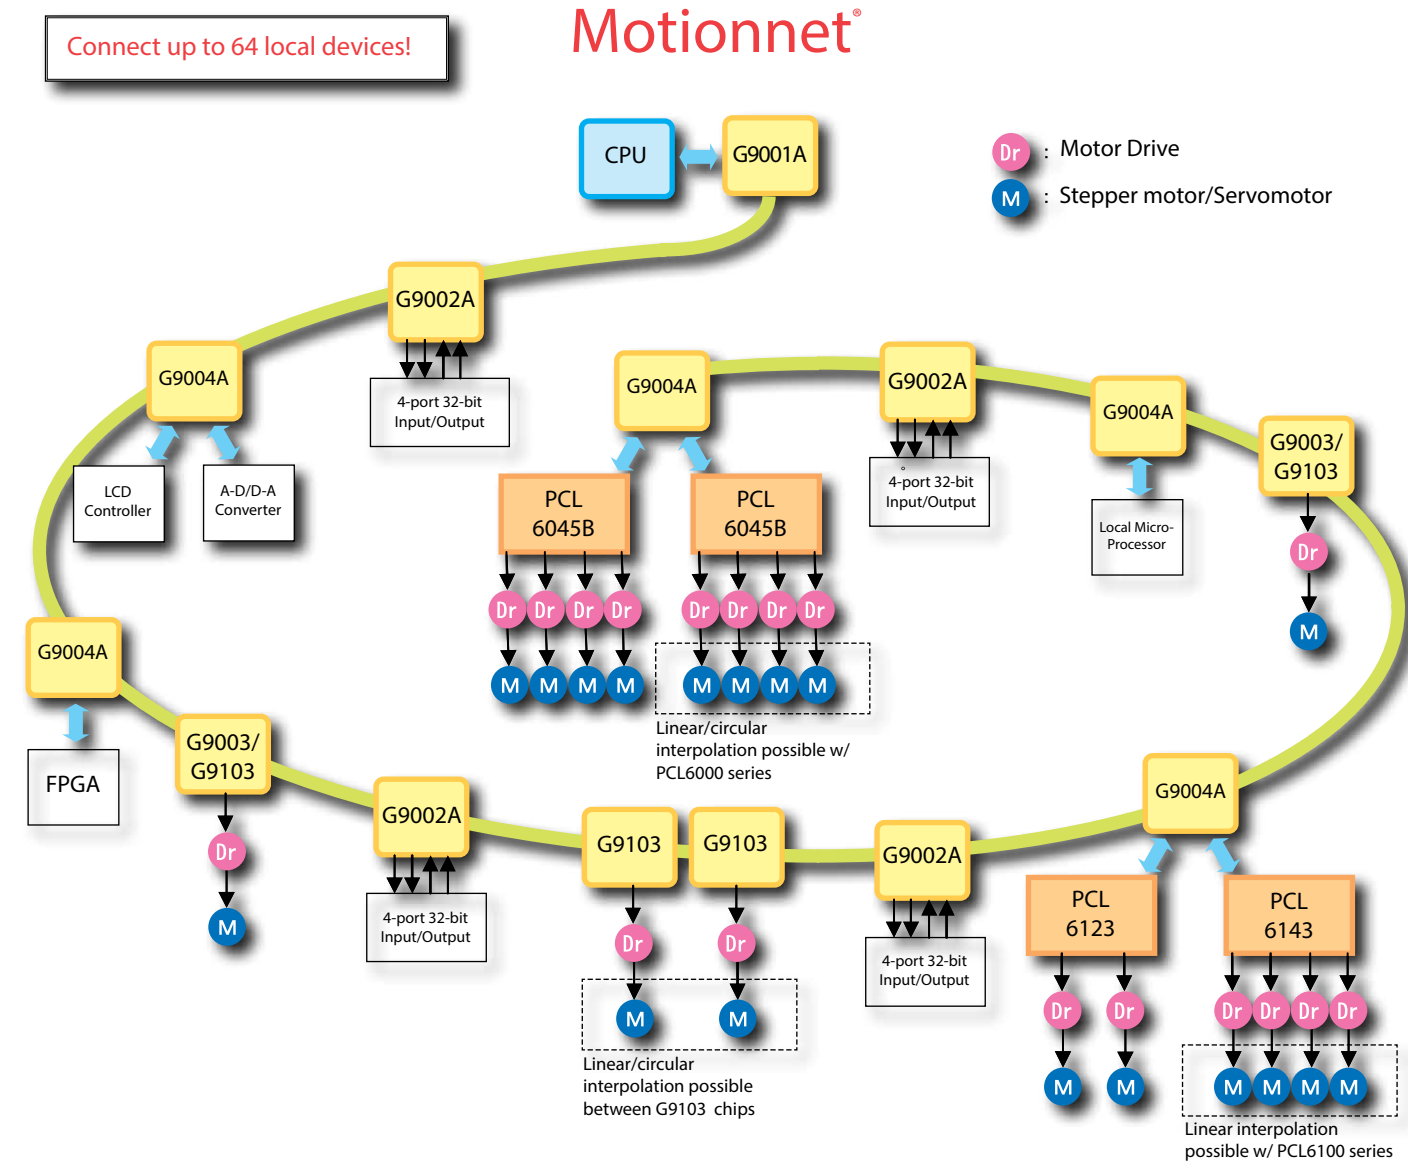 Connect up to 64 local devices!
Motionnet®
CPU
G9001A
Dr : Motor Drive
M : Stepper motor/Servomotor
G9002A
4-port 32-bit
Input/Output
G9004A
LCD
Controller
A-D/D-A
Converter
G9004A
PCL
6045B
PCL
6045B
Dr Dr Dr Dr
Dr Dr Dr Dr
M M M M
M M M M
Linear/circular
interpolation possible w/
PCL6000 series
G9002A
4-port 32-bit
Input/Output
G9004A
Local Micro-
Processor
G9003/
G9103
Dr
M
G9004A
FPGA
G9003/
G9103
Dr
M
G9002A
4-port 32-bit
Input/Output
G9103
G9103
Dr
Dr
M
M
Linear/circular
interpolation possible
between G9103 chips
G9002A
4-port 32-bit
Input/Output
G9004A
PCL
6123
PCL
6143
Dr Dr
Dr Dr Dr Dr
M M
M M M M
Linear interpolation
possible w/ PCL6100 series